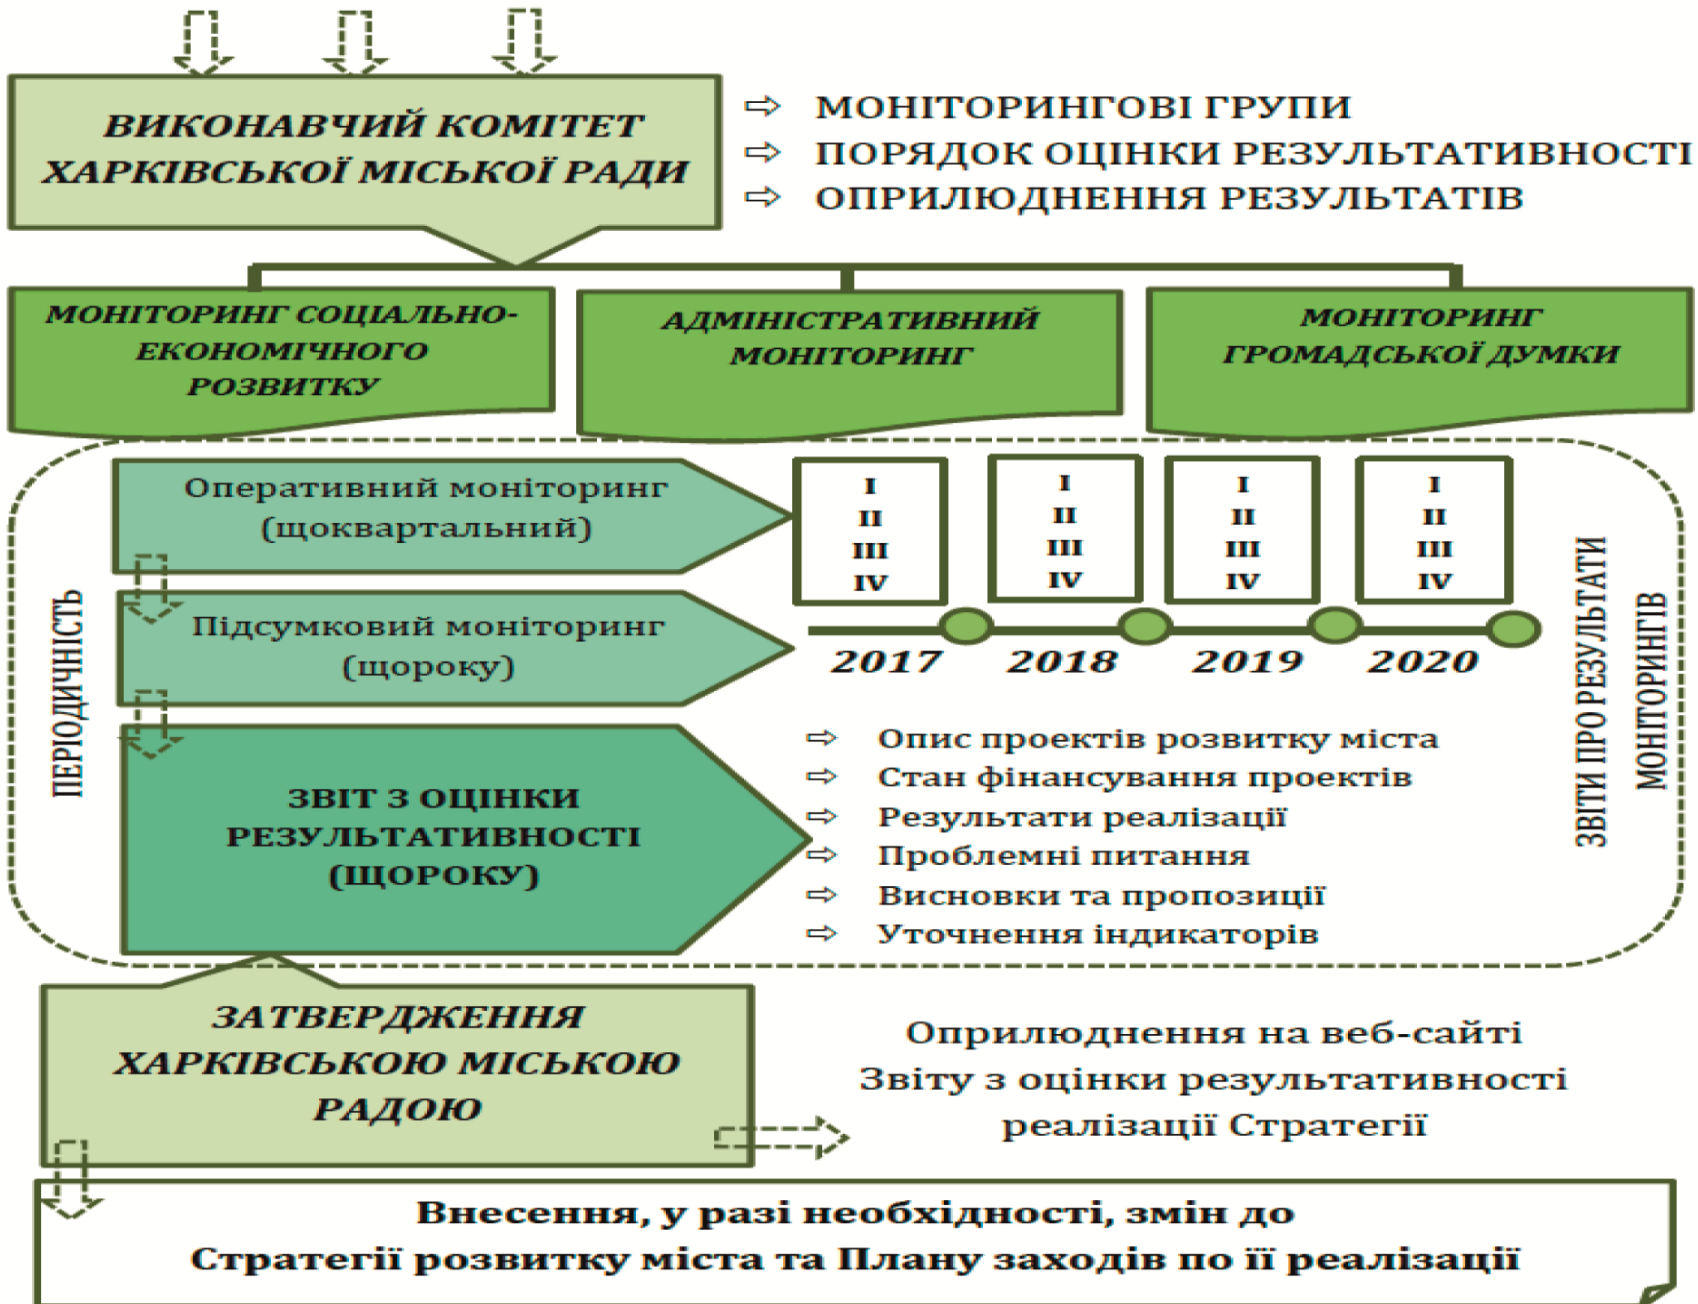 ВИКОНАВЧИЙ КОМІТЕТ
ХАРКІВСЬКОЇ МІСЬКОЇ РАДИ
МОНІТОРИНГОВІ ГРУПИ
ПОРЯДОК ОЦІНКИ РЕЗУЛЬТАТИВНОСТІ
ОПРИЛЮДНЕННЯ РЕЗУЛЬТАТІВ
МОНІТОРИНГ СОЦІАЛЬНО-
ЕКОНОМІЧНОГО
РОЗВИТКУ
АДМІНІСТРАТИВНИЙ
МОНІТОРИНГ
МОНІТОРИНГ
ГРОМАДСЬКОЇ ДУМКИ
ПЕРІОДИЧНІСТЬ
Оперативний моніторинг
(щоквартальний)
I
II
III
IV
I
II
III
IV
I
II
III
IV
I
II
III
IV
Підсумковий моніторинг
(щороку)
2017
2018
2019
2020
ЗВІТ З ОЦІНКИ
РЕЗУЛЬТАТИВНОСТІ
(ЩОРОКУ)
Опис проектів розвитку міста
Стан фінансування проектів
Результати реалізації
Проблемні питання
Висновки та пропозиції
Уточнення індикаторів
ЗВІТИ ПРО РЕЗУЛЬТАТИ
МОНІТОРИНГІВ
ЗАТВЕРДЖЕННЯ
ХАРКІВСЬКОЮ МІСЬКОЮ
РАДОЮ
Оприлюднення на веб-сайті
Звіту з оцінки результативності
реалізації Стратегії
Внесення, у разі необхідності, змін до
Стратегії розвитку міста та Плану заходів по її реалізації